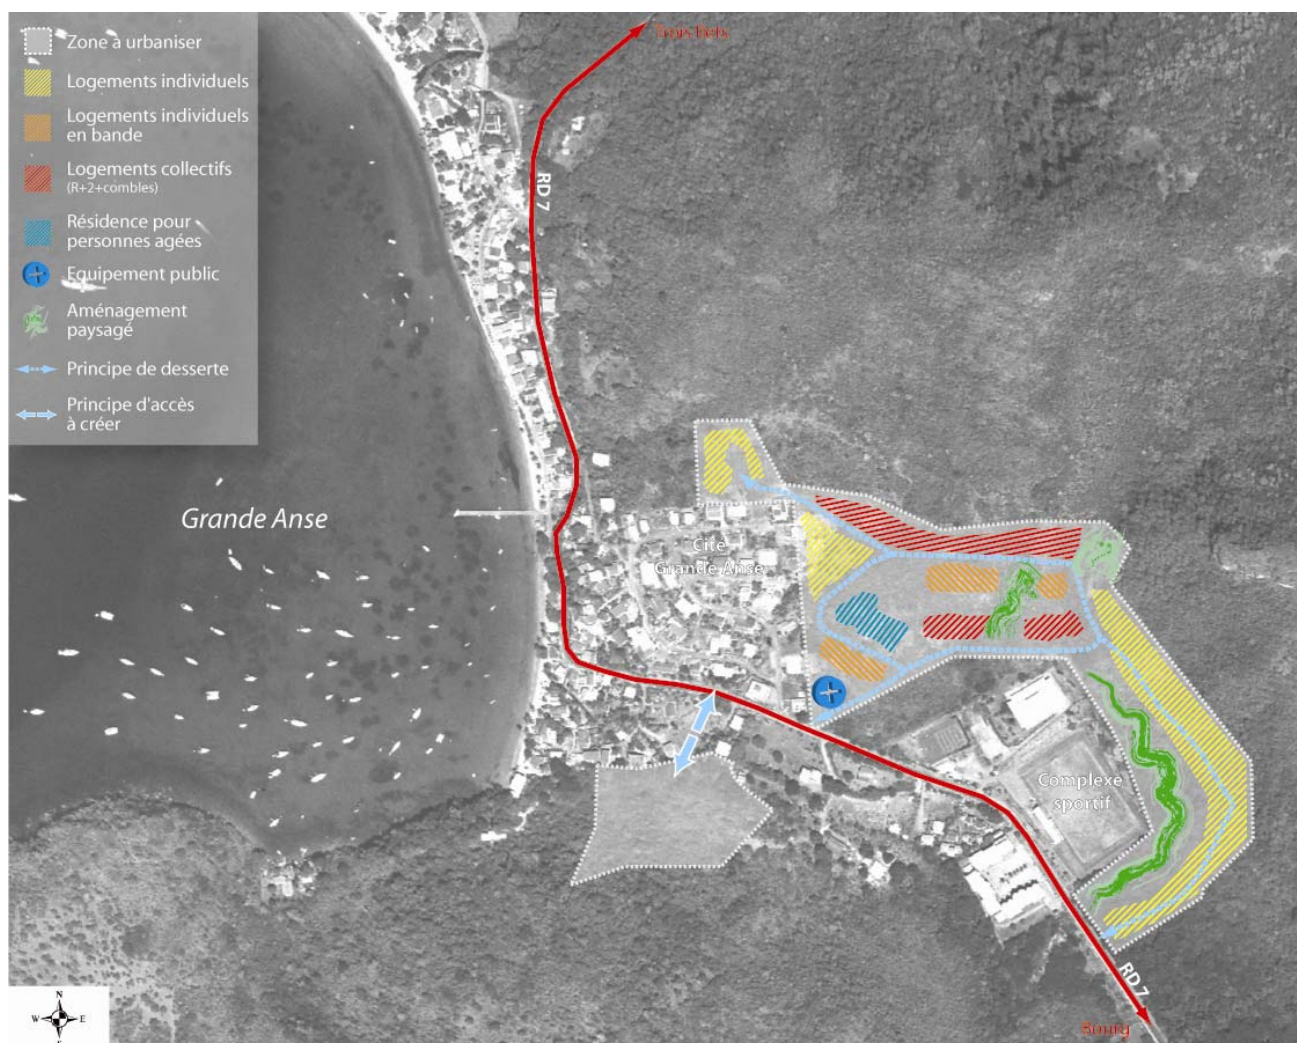 Zone à urbaniser
Logements individuels
Logements individuels
en bande
Logements collectifs
(R+2+combles)
Résidence pour
personnes agées
Equipement public
Aménagement
paysagé
Principe de desserte
Principe d'accès
à créer
Trois Ilets
RD 7
Grande Anse
Cité
Grande Anse
Complexe
sportif
RD 7
Bourg
N
W E